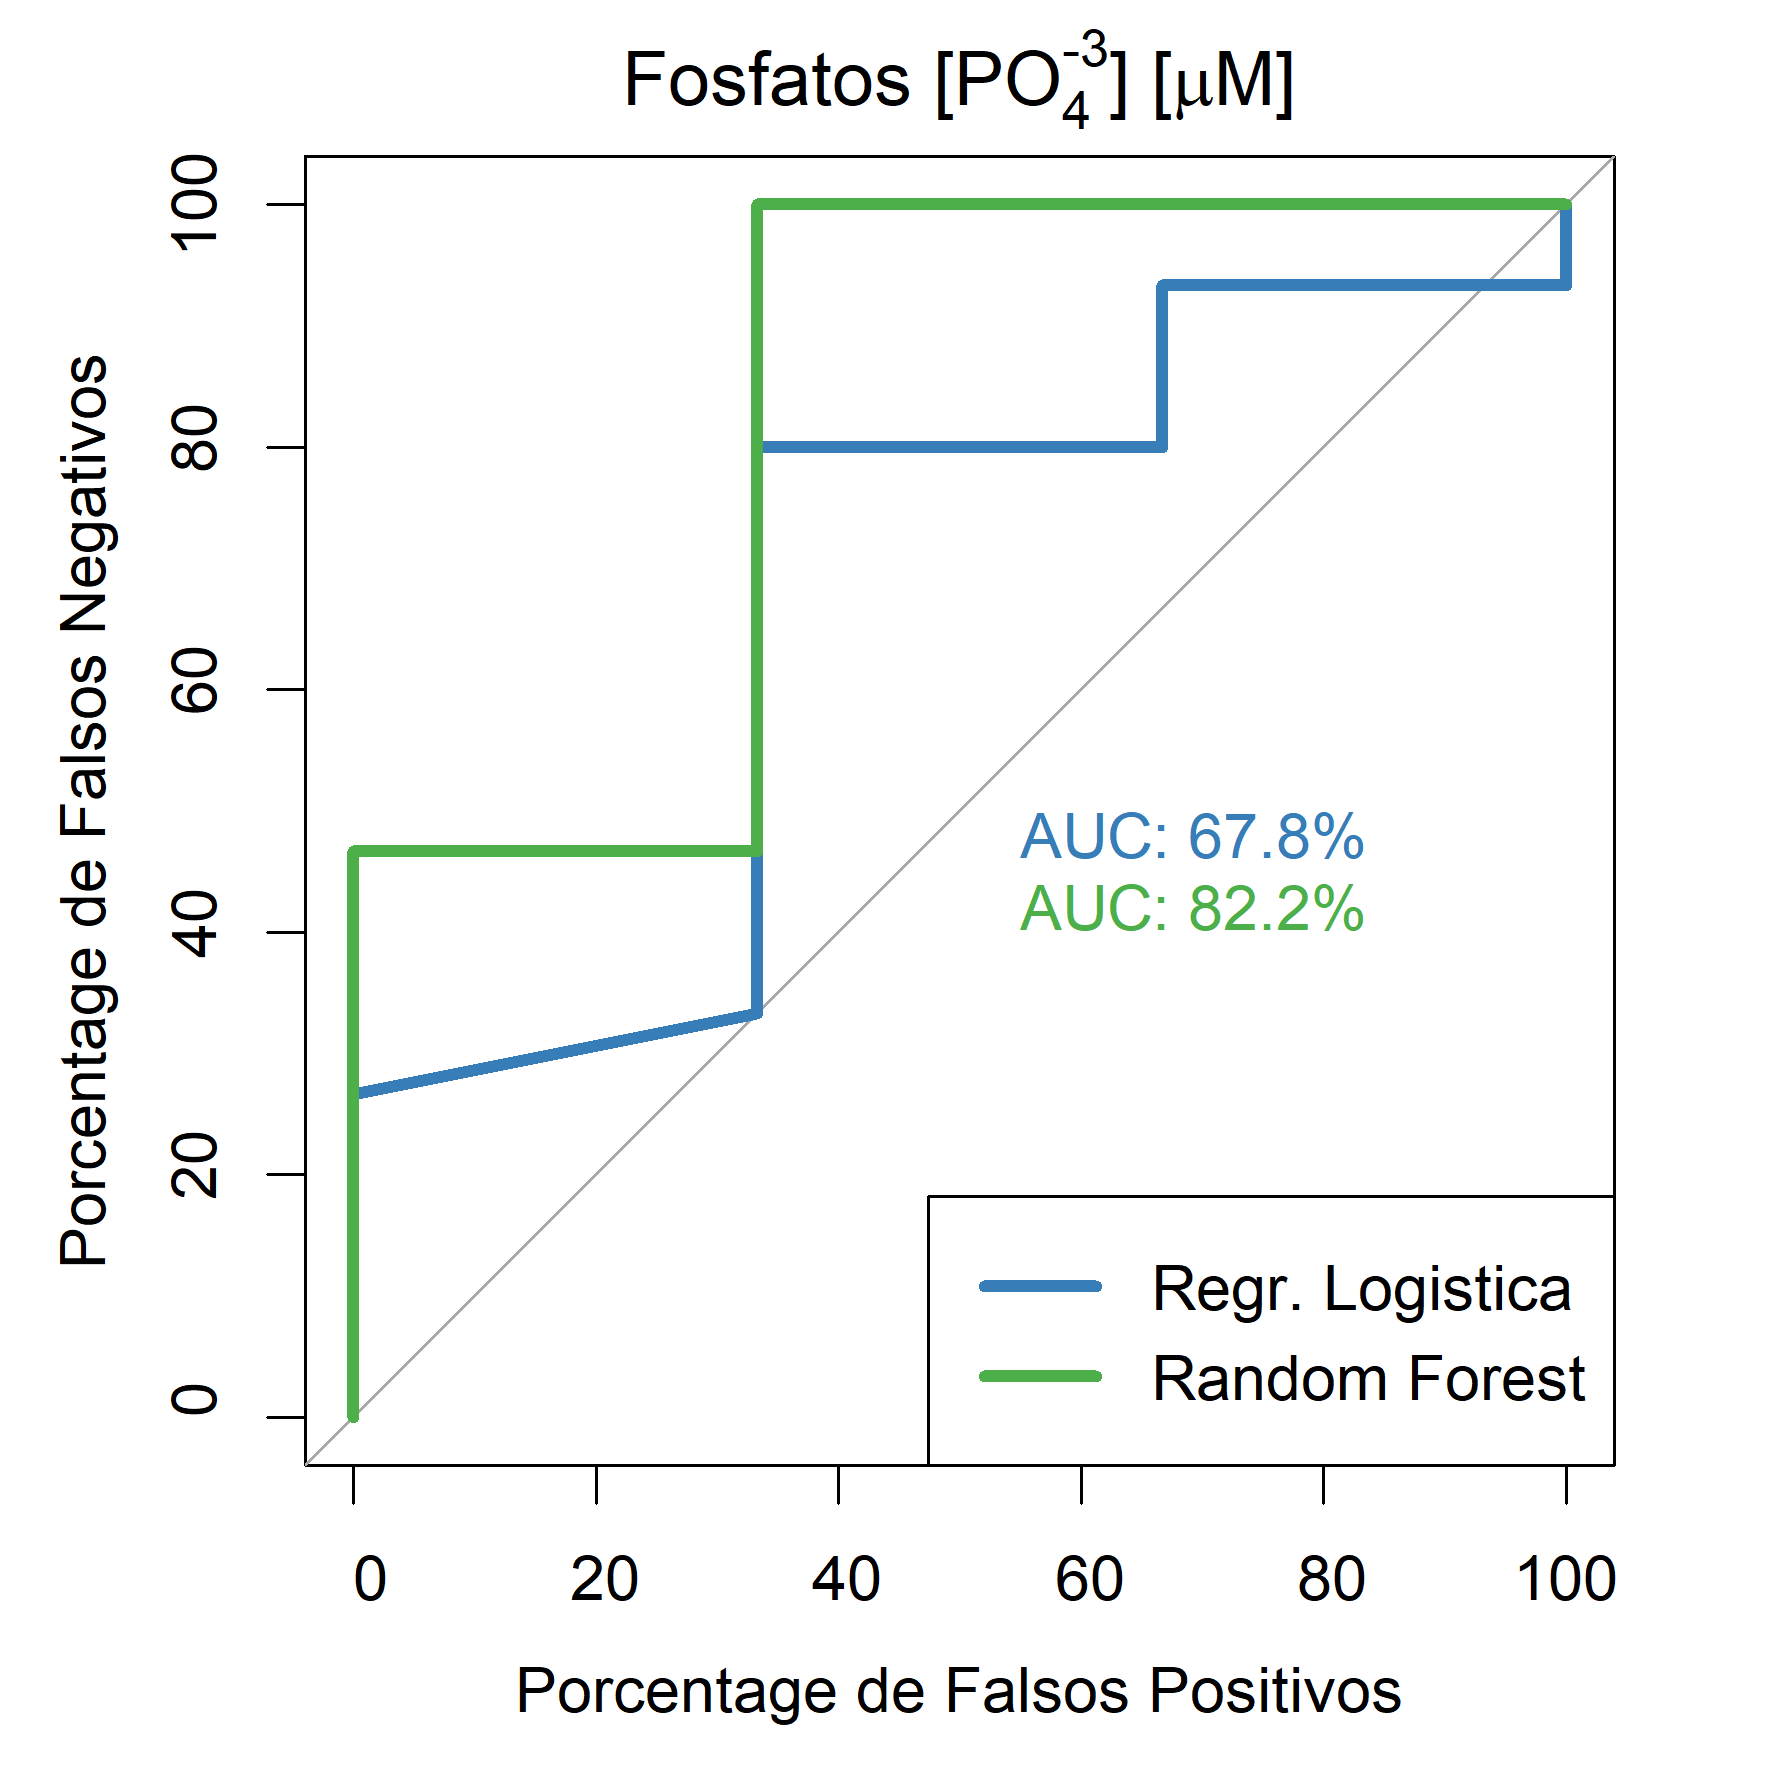 Fosfatos [PO₄⁻³] [μM]
100
80
60
40
20
0
Porcentage de Falsos Negativos
AUC: 67.8%
AUC: 82.2%
Regr. Logistica
Random Forest
0 20 40 60 80 100
Porcentage de Falsos Positivos